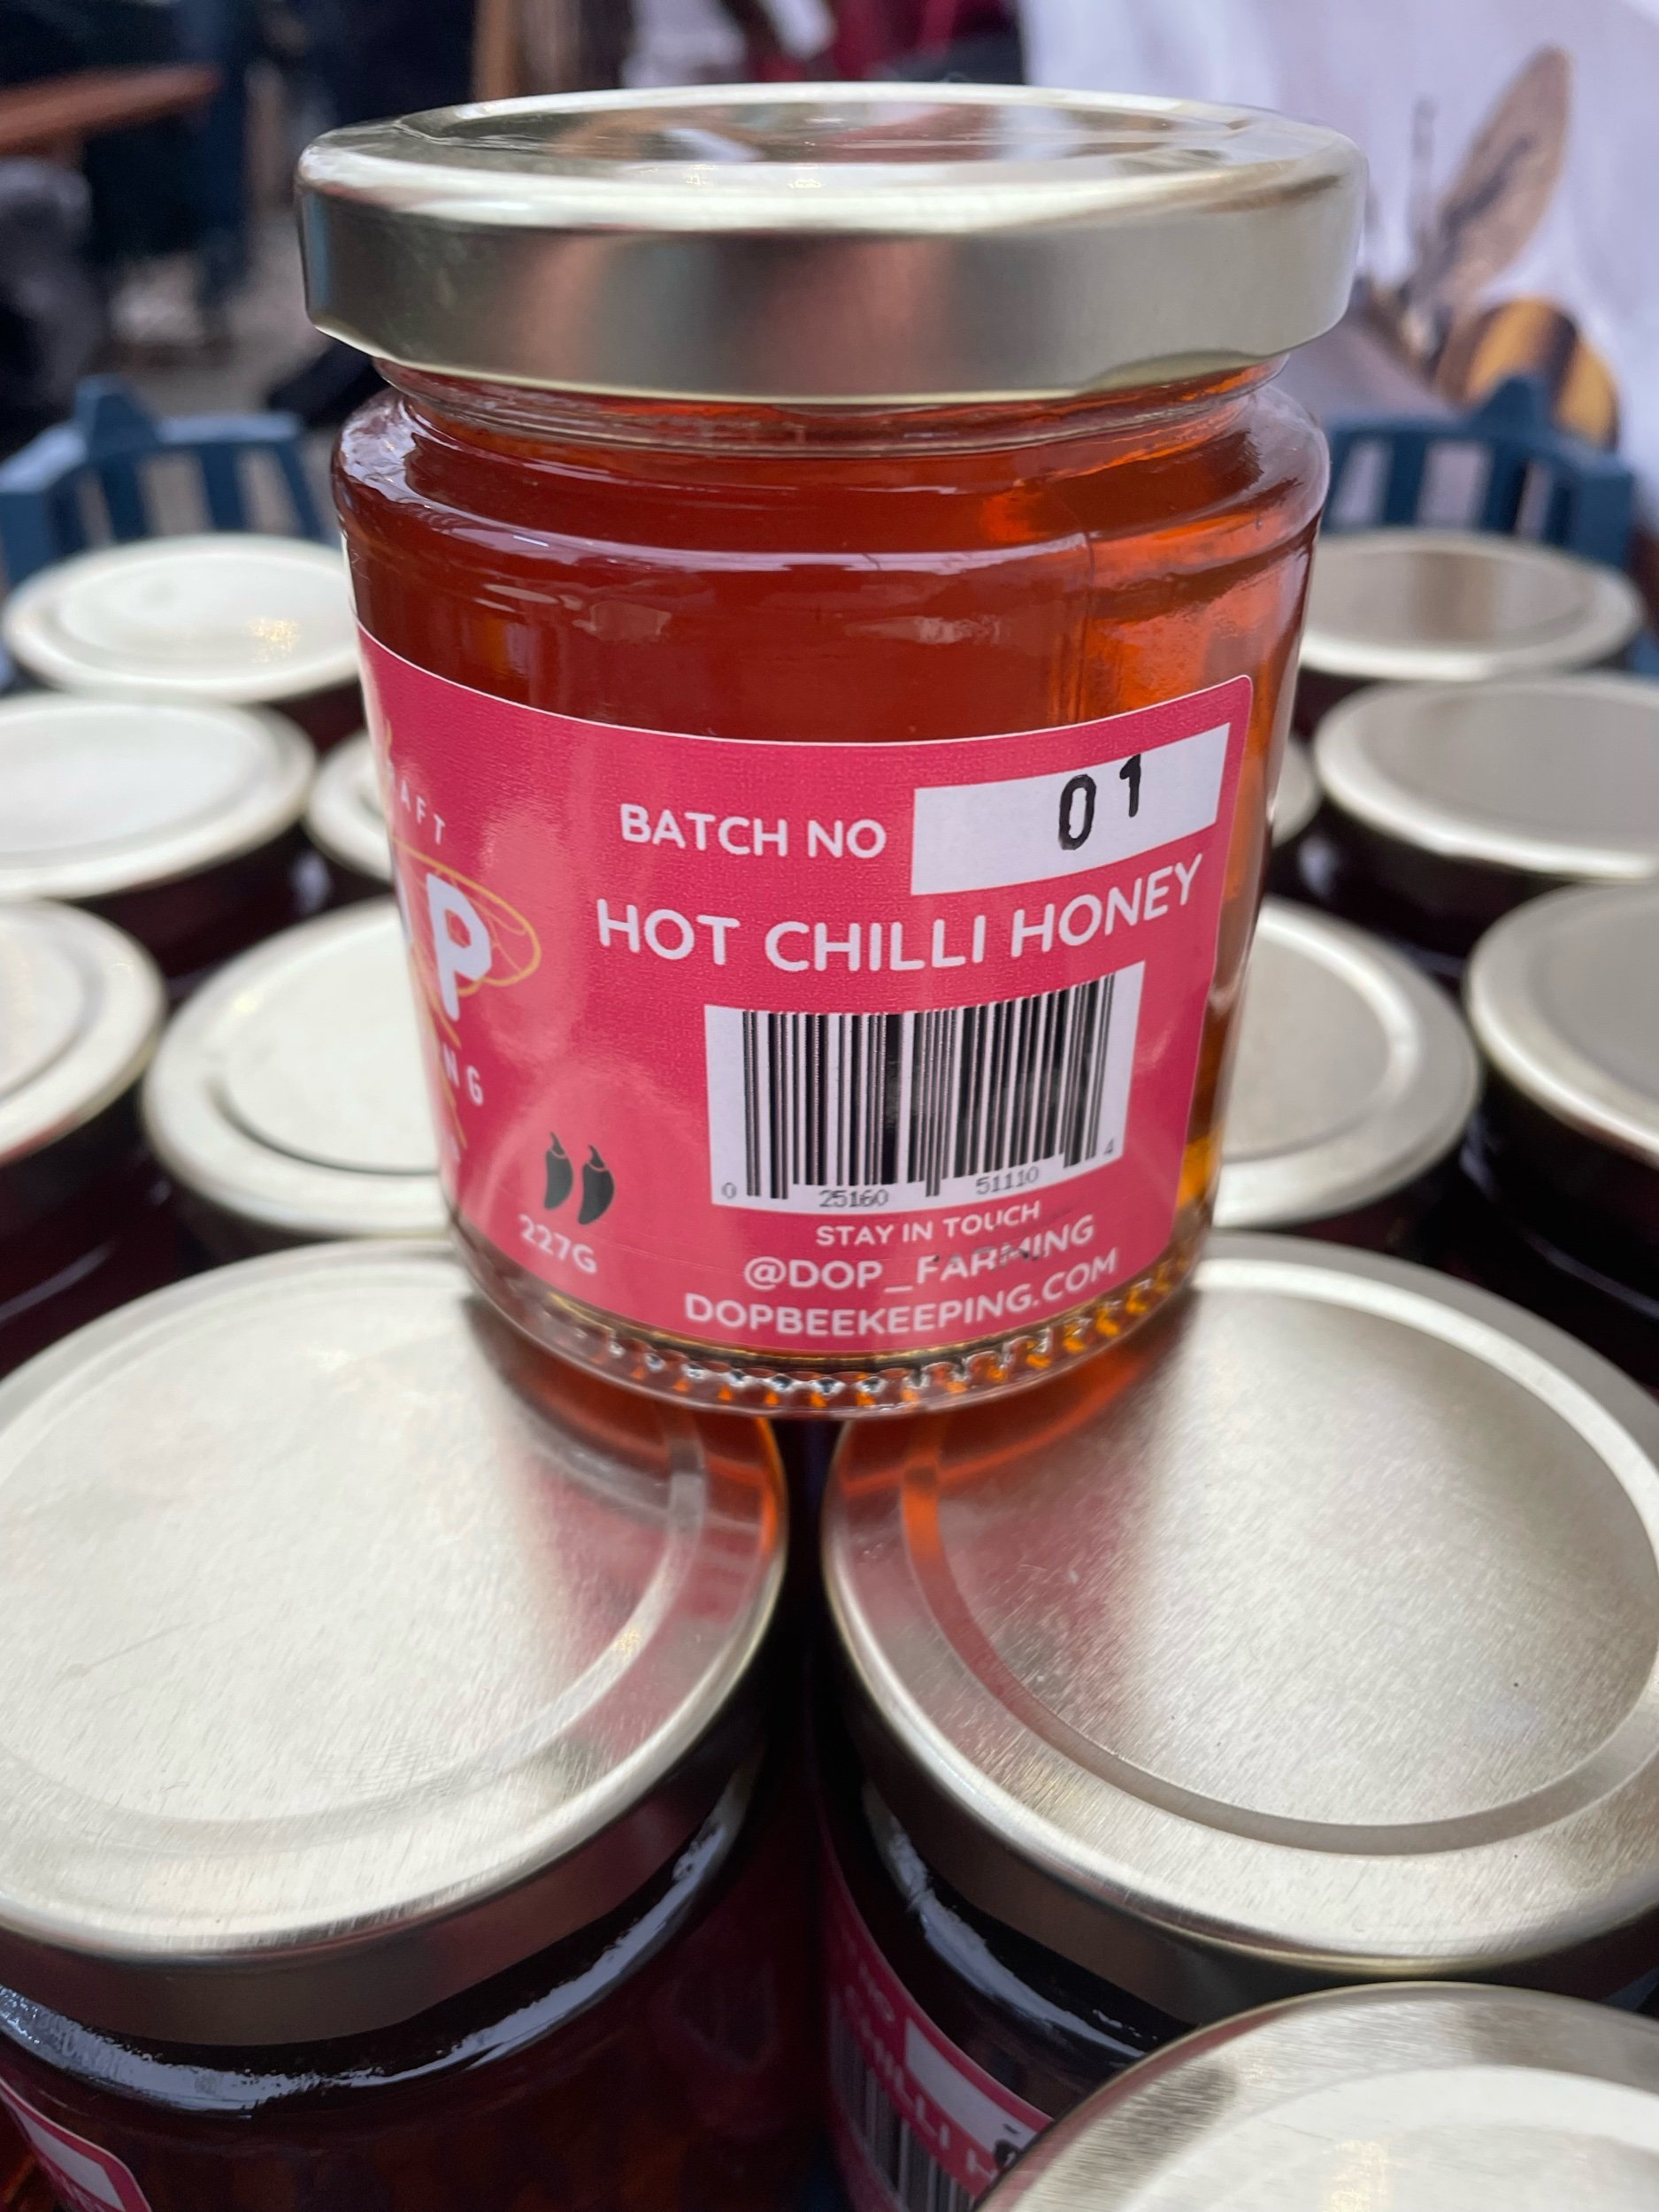 BATCH NO 01
HOT CHILLI HONEY
0 25160 51110 4
227G
STAY IN TOUCH
@DOP_FARMING
DOPBEEKEEPING.COM